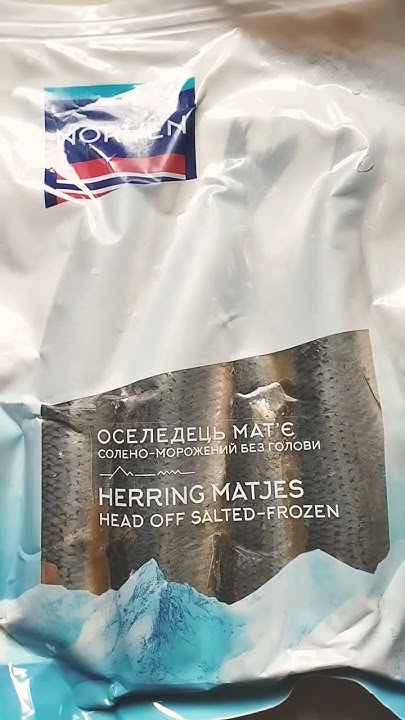 NORVEN
ОСЕЛЕДЕЦЬ МАТ'Є
СОЛЕНО-МОРОЖЕНИЙ БЕЗ ГОЛОВИ
HERRING MATJES
HEAD OFF SALTED-FROZEN